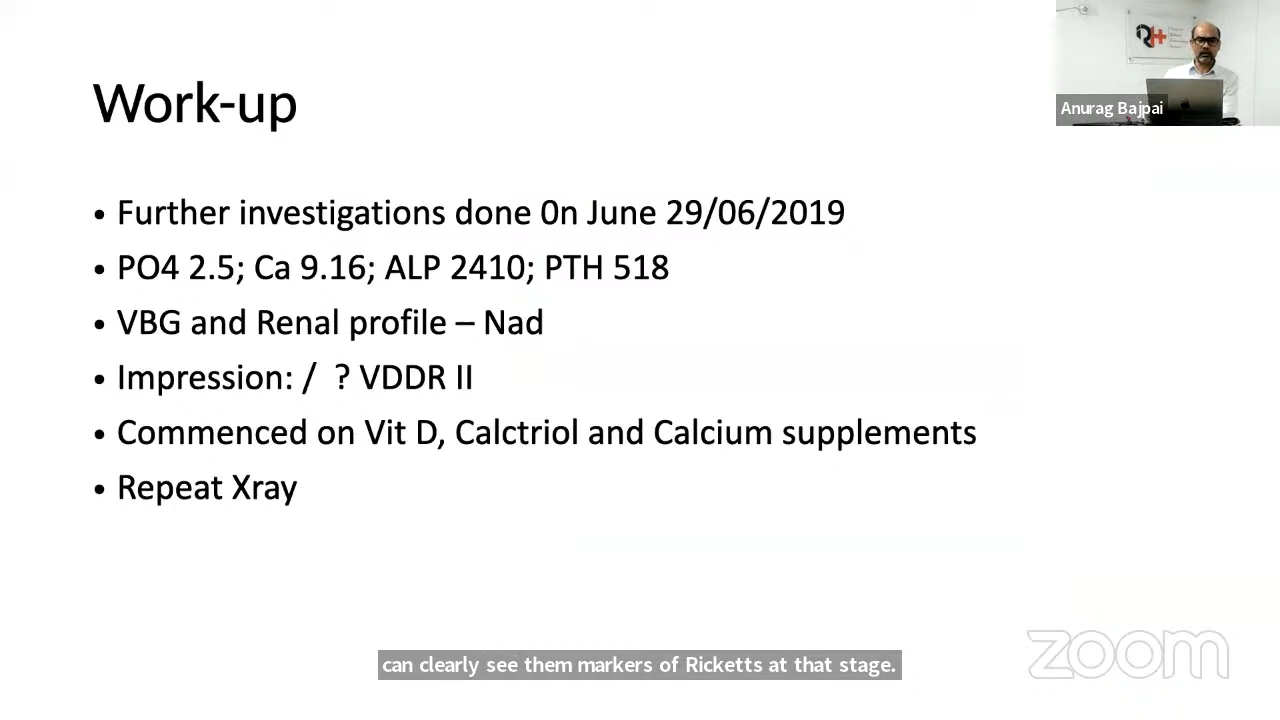 Work-up
Anurag Bajpai
• Further investigations done 0n June 29/06/2019
• PO4 2.5; Ca 9.16; ALP 2410; PTH 518
• VBG and Renal profile – Nad
• Impression: / ? VDDR II
• Commenced on Vit D, Calctriol and Calcium supplements
• Repeat Xray
can clearly see them markers of Ricketts at that stage.
zoom